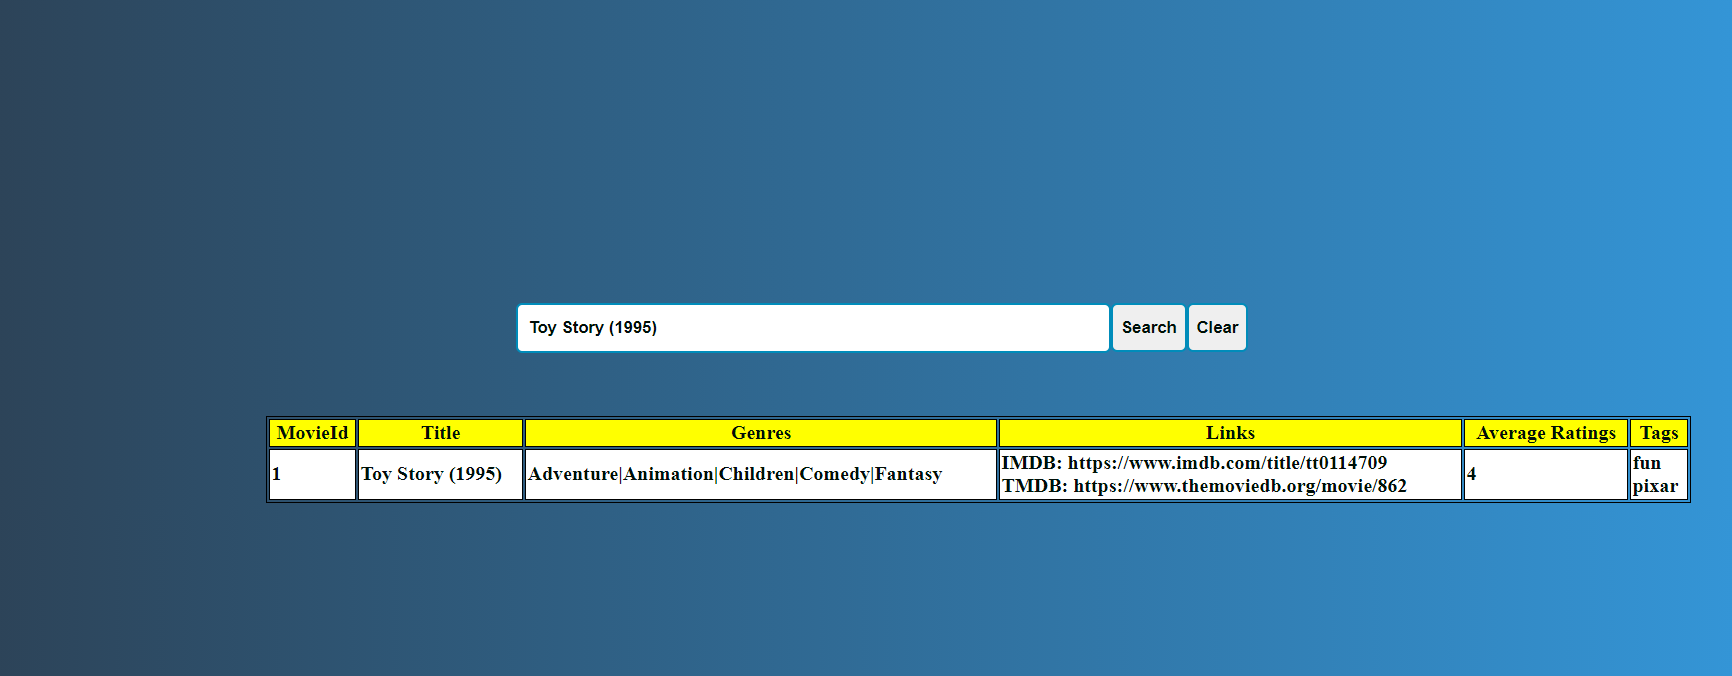 Toy Story (1995) Search Clear
MovieId Title Genres Links Average Ratings Tags
1 Toy Story (1995) Adventure|Animation|Children|Comedy|Fantasy IMDB: https://www.imdb.com/title/tt0114709 4 fun
TMDB: https://www.themoviedb.org/movie/862 pixar